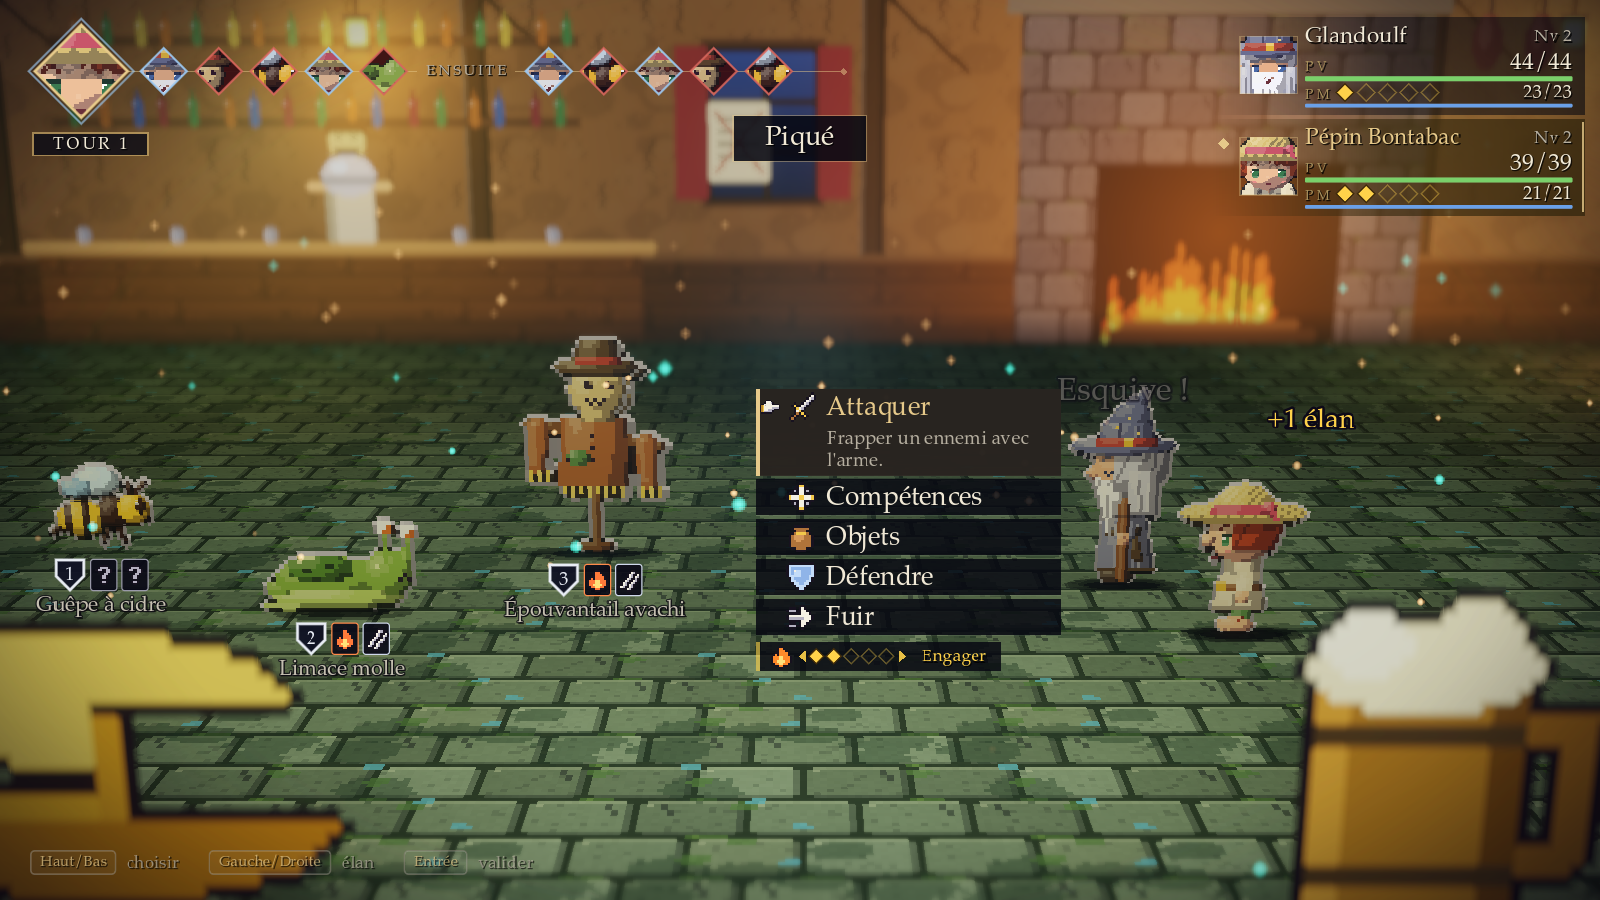 ENSUITE
TOUR 1
Piqué
Glandoulf Nv 2
PV 44/44
PM 23/23
Pépin Bontabac Nv 2
PV 39/39
PM 21/21
Esquive !
+1 élan
Attaquer
Frapper un ennemi avec
l'arme.
Compétences
Objets
Défendre
Fuir
Engager
1 ? ?
Guêpe à cidre
2
Limace molle
3
Épouvantail avachi
Haut/Bas choisir Gauche/Droite élan Entrée valider